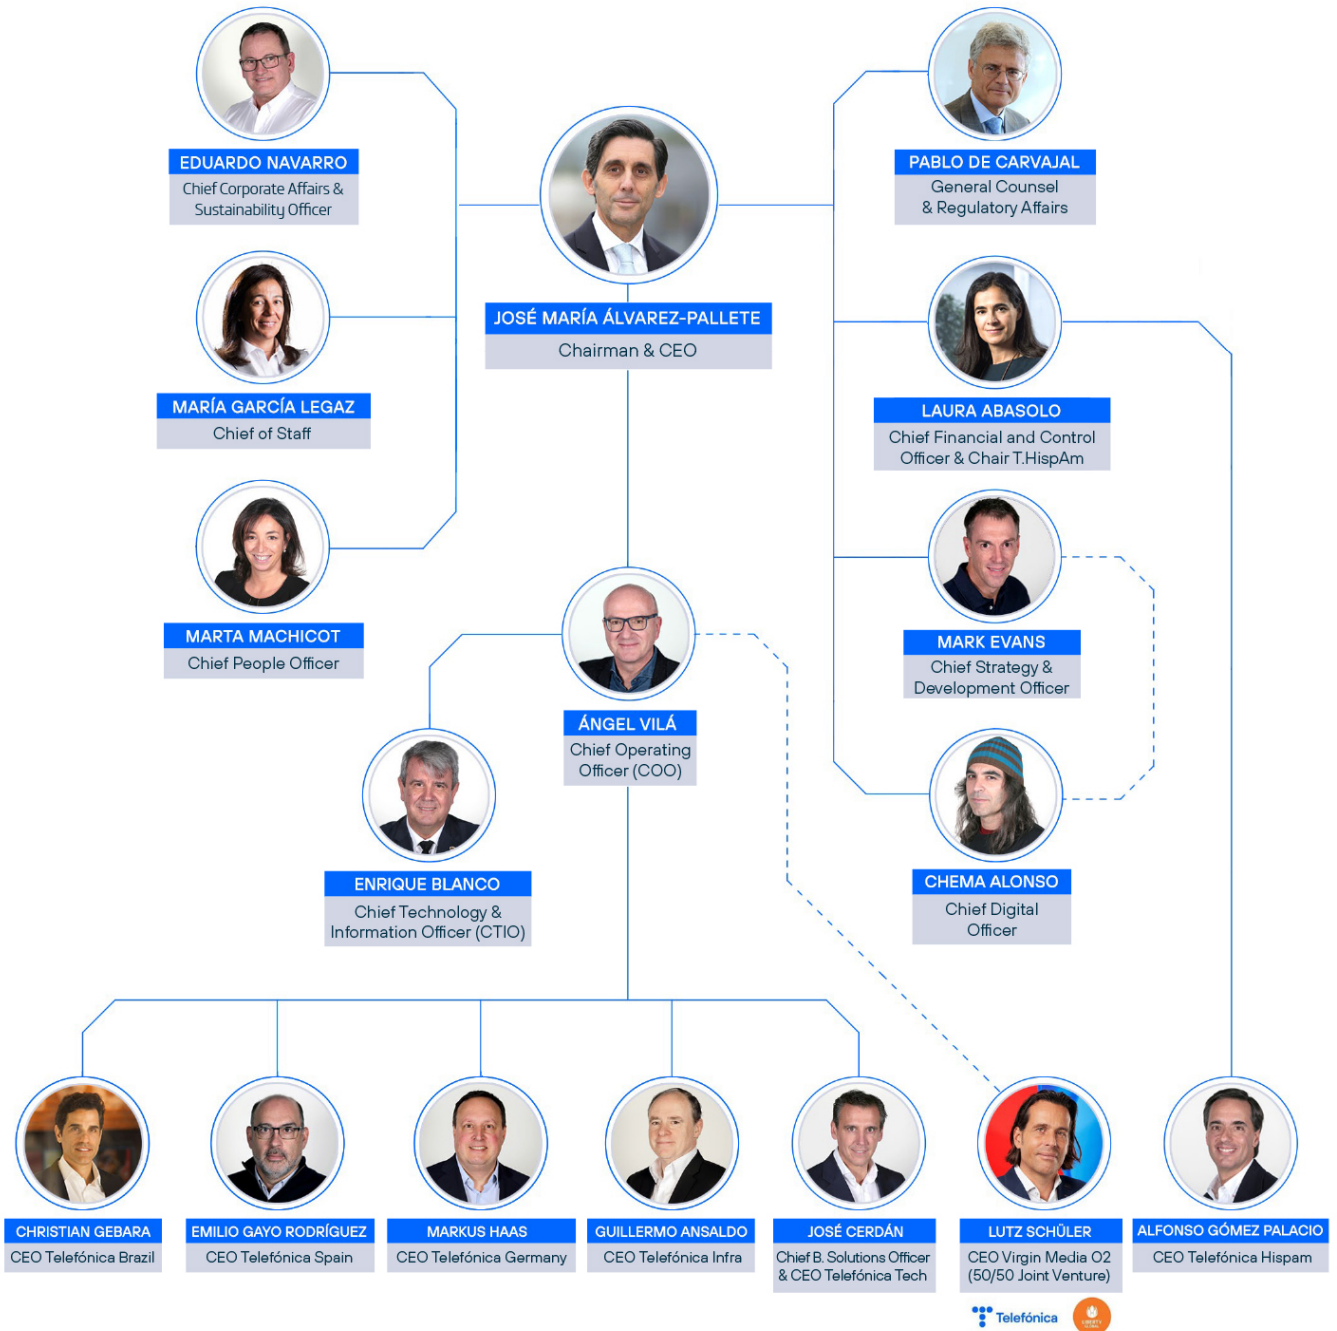 EDUARDO NAVARRO
Chief Corporate Affairs &
Sustainability Officer
PABLO DE CARVAJAL
General Counsel
& Regulatory Affairs
JOSÉ MARÍA ÁLVAREZ-PALLETE
Chairman & CEO
MARÍA GARCÍA LEGAZ
Chief of Staff
LAURA ABASOLO
Chief Financial and Control
Officer & Chair T.HispAm
MARTA MACHICOT
Chief People Officer
MARK EVANS
Chief Strategy &
Development Officer
ÁNGEL VILÁ
Chief Operating
Officer (COO)
ENRIQUE BLANCO
Chief Technology &
Information Officer (CTIO)
CHEMA ALONSO
Chief Digital
Officer
CHRISTIAN GEBARA
CEO Telefónica Brazil
EMILIO GAYO RODRÍGUEZ
CEO Telefónica Spain
MARKUS HAAS
CEO Telefónica Germany
GUILLERMO ANSALDO
CEO Telefónica Infra
JOSÉ CERDÁN
Chief B. Solutions Officer
& CEO Telefónica Tech
LUTZ SCHÜLER
CEO Virgin Media O2
(50/50 Joint Venture)
ALFONSO GÓMEZ PALACIO
CEO Telefónica Hispam
Telefónica
LIBERTY
GLOBAL